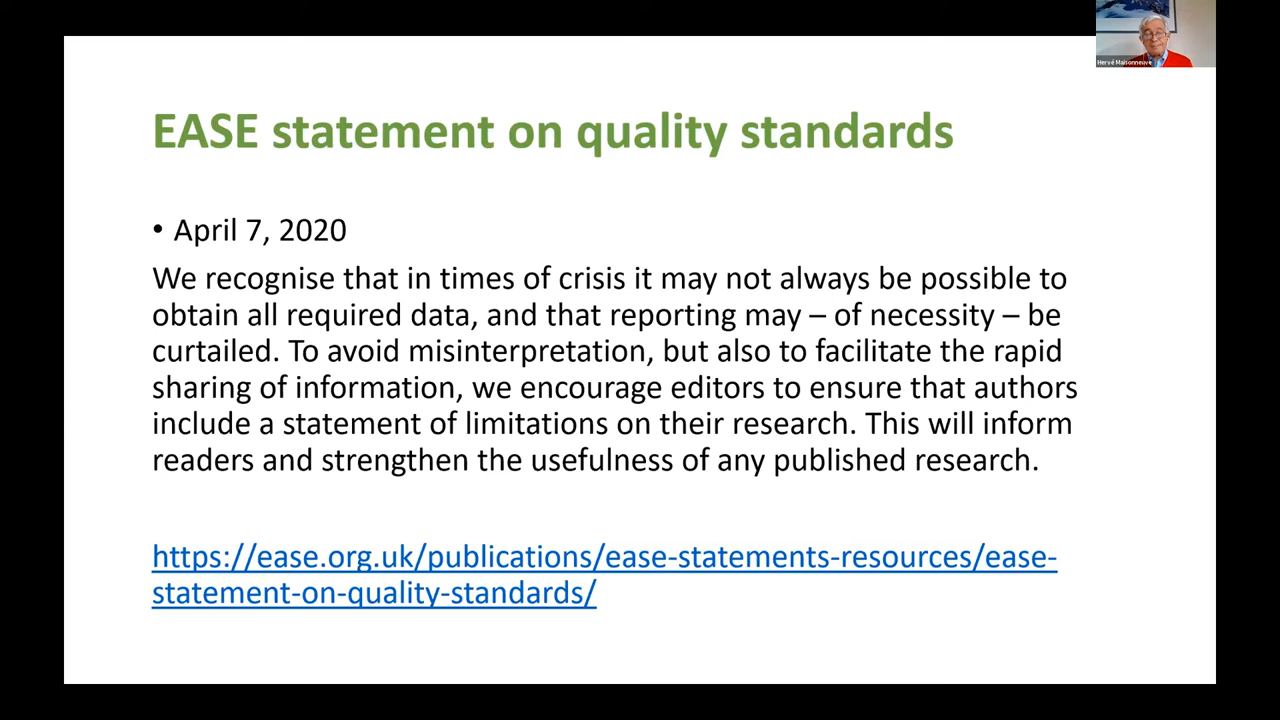 Hervé Maisonneuve
EASE statement on quality standards
• April 7, 2020
We recognise that in times of crisis it may not always be possible to
obtain all required data, and that reporting may – of necessity – be
curtailed. To avoid misinterpretation, but also to facilitate the rapid
sharing of information, we encourage editors to ensure that authors
include a statement of limitations on their research. This will inform
readers and strengthen the usefulness of any published research.
https://ease.org.uk/publications/ease-statements-resources/ease-
statement-on-quality-standards/